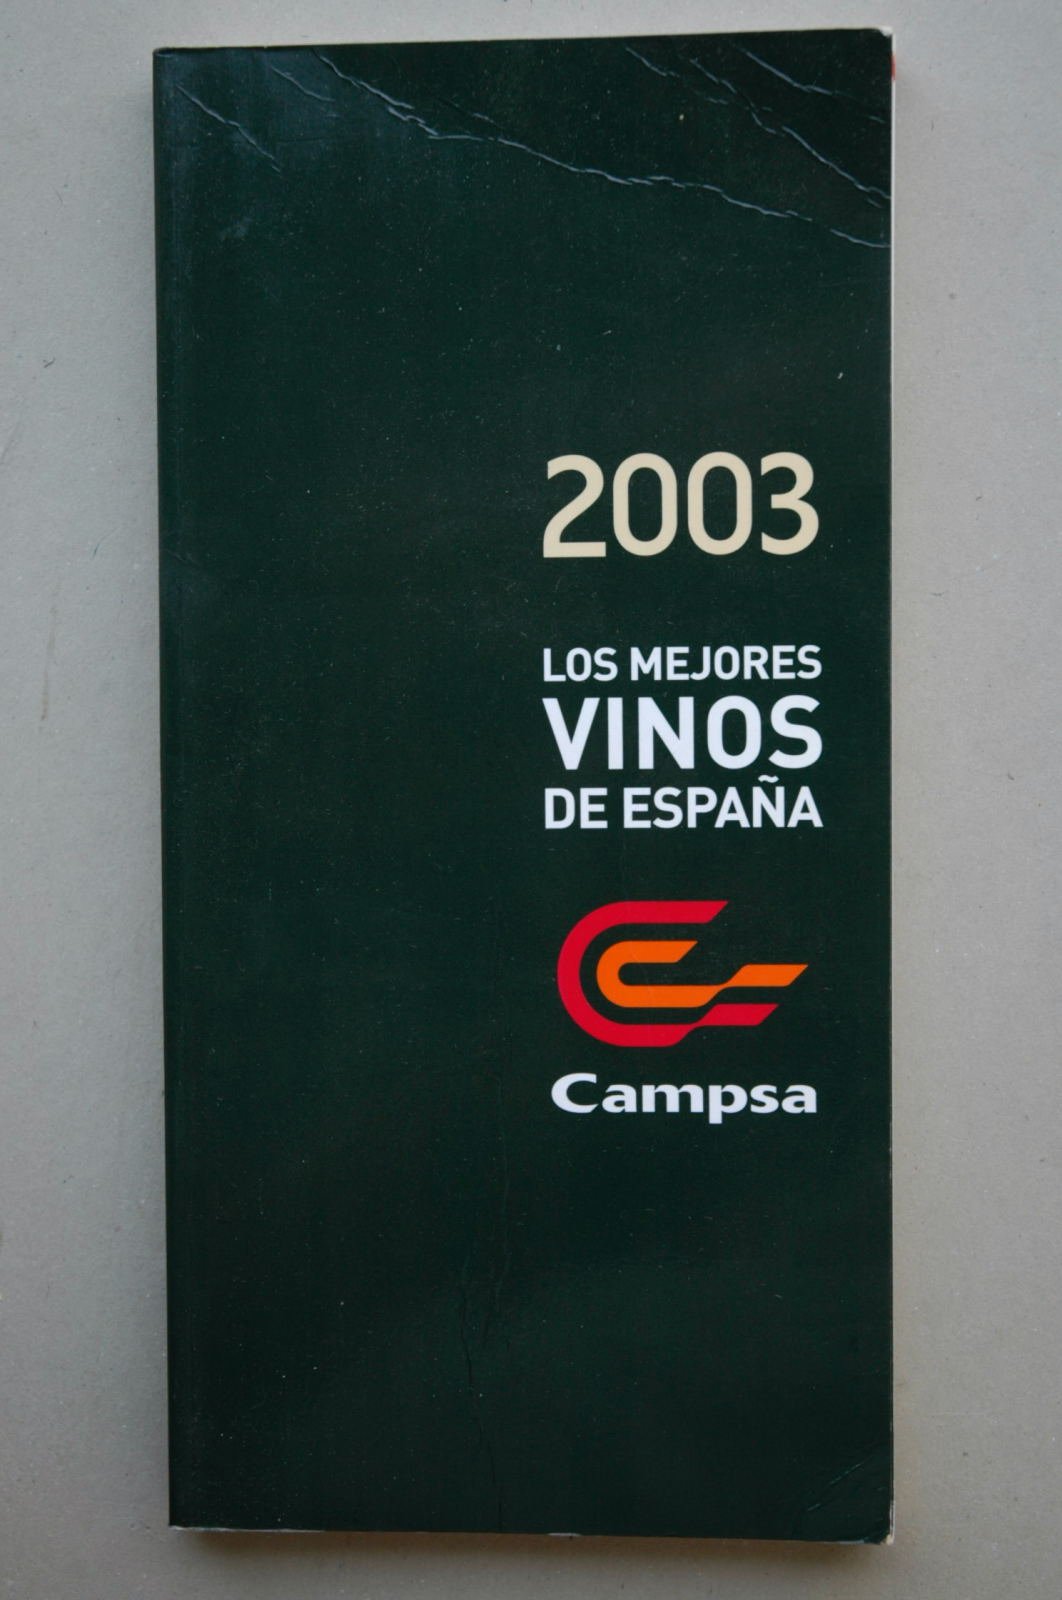 2003
LOS MEJORES
VINOS
DE ESPAÑA
Campsa